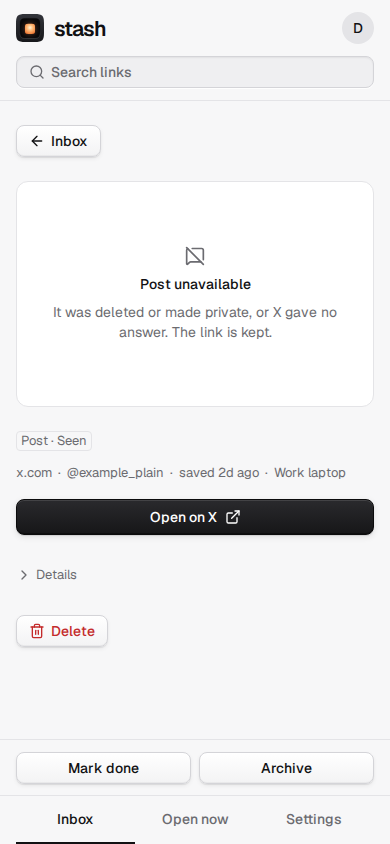 stash
D
Search links
Inbox
Post unavailable
It was deleted or made private, or X gave no
answer. The link is kept.
Post · Seen
x.com · @example_plain · saved 2d ago · Work laptop
Open on X
Details
Delete
Mark done
Archive
Inbox
Open now
Settings